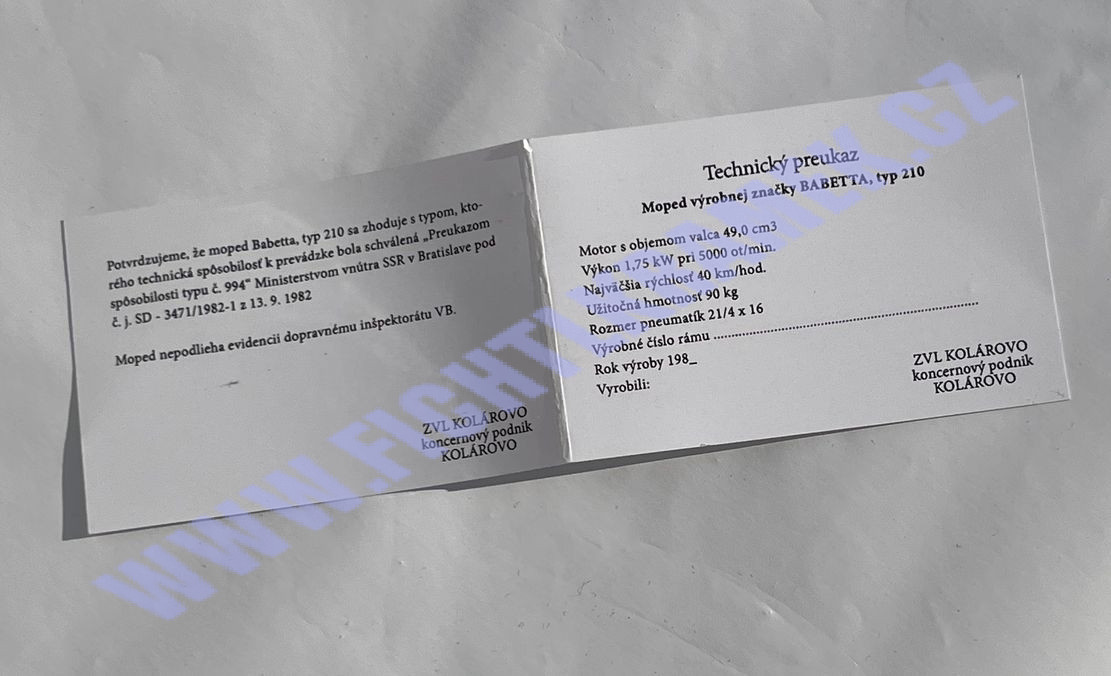 Potvrdzujeme, že moped Babetta, typ 210 sa zhoduje s typom, kto-
rého technická spôsobilosť k prevádzke bola schválená „Preukazom
spôsobilosti typu č. 994“ Ministerstvom vnútra SSR v Bratislave pod
č. j. SD - 3471/1982-1 z 13. 9. 1982
Moped nepodlieha evidencii dopravnému inšpektorátu VB.
ZVL KOLÁROVO
koncernový podnik
KOLÁROVO
Technický preukaz
Moped výrobnej značky BABETTA, typ 210
Motor s objemom valca 49,0 cm3
Výkon 1,75 kW pri 5000 ot/min.
Najväčšia rýchlosť 40 km/hod.
Užitočná hmotnosť 90 kg
Rozmer pneumatík 21/4 x 16
Výrobné číslo rámu ........................................................
Rok výroby 198_
Vyrobili:
ZVL KOLÁROVO
koncernový podnik
KOLÁROVO